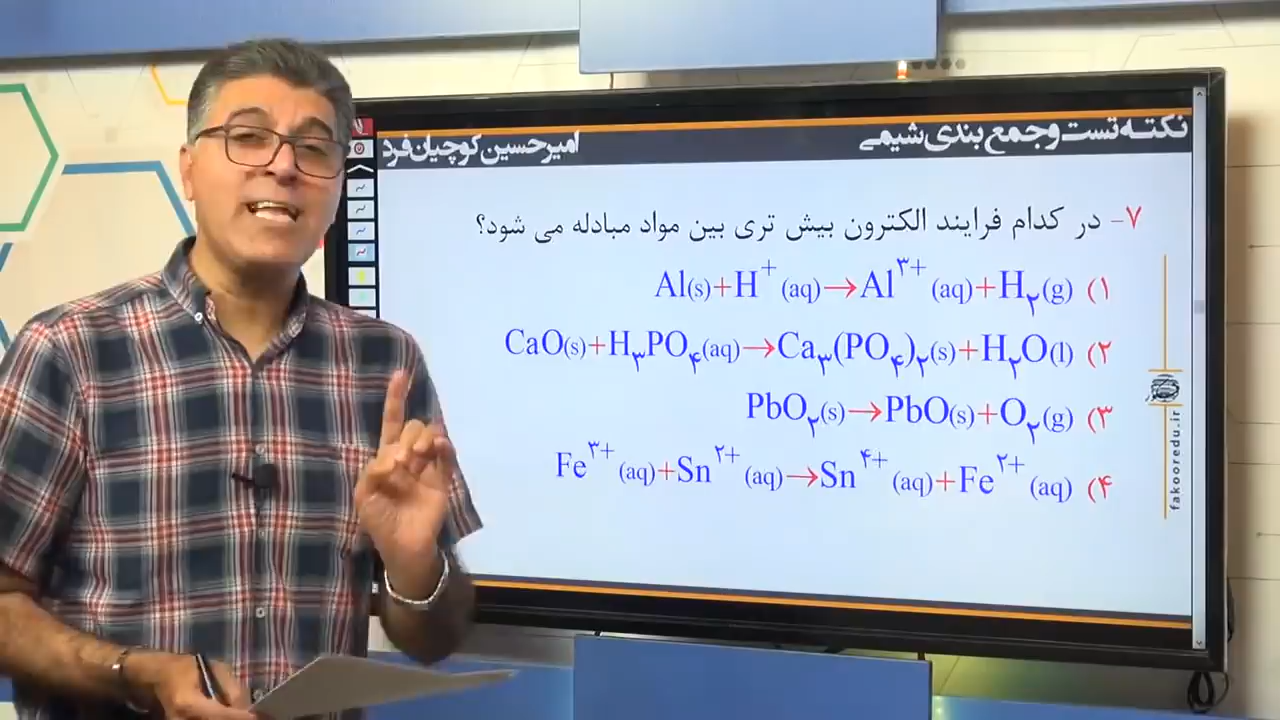 نکته تست و جمع بندی شیمی امیرحسین کوچیان فرد
۷- در کدام فرایند الکترون بیش تری بین مواد مبادله می شود؟
۱) Al(s)+H⁺(aq)→Al³⁺(aq)+H₂(g)
۲) CaO(s)+H₃PO₄(aq)→Ca₃(PO₄)₂(s)+H₂O(l)
۳) PbO₂(s)→PbO(s)+O₂(g)
۴) Fe³⁺(aq)+Sn²⁺(aq)→Sn⁴⁺(aq)+Fe²⁺(aq)
fakooredu.ir